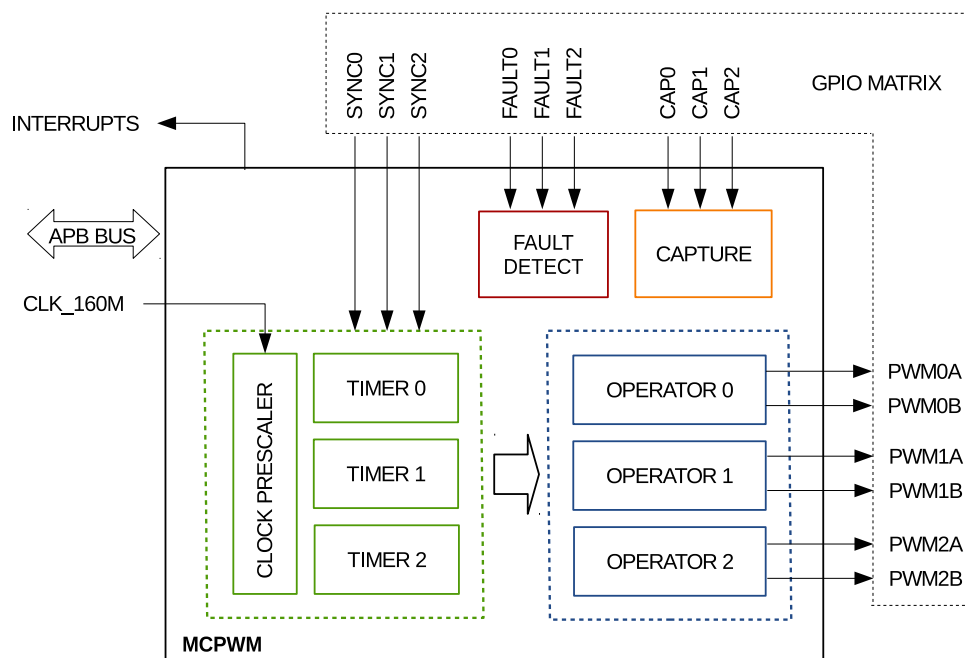 SYNC0
SYNC1
SYNC2
FAULT0
FAULT1
FAULT2
CAP0
CAP1
CAP2
GPIO MATRIX
INTERRUPTS
APB BUS
FAULT
DETECT
CAPTURE
CLK_160M
CLOCK PRESCALER
TIMER 0
TIMER 1
TIMER 2
OPERATOR 0
OPERATOR 1
OPERATOR 2
PWM0A
PWM0B
PWM1A
PWM1B
PWM2A
PWM2B
MCPWM